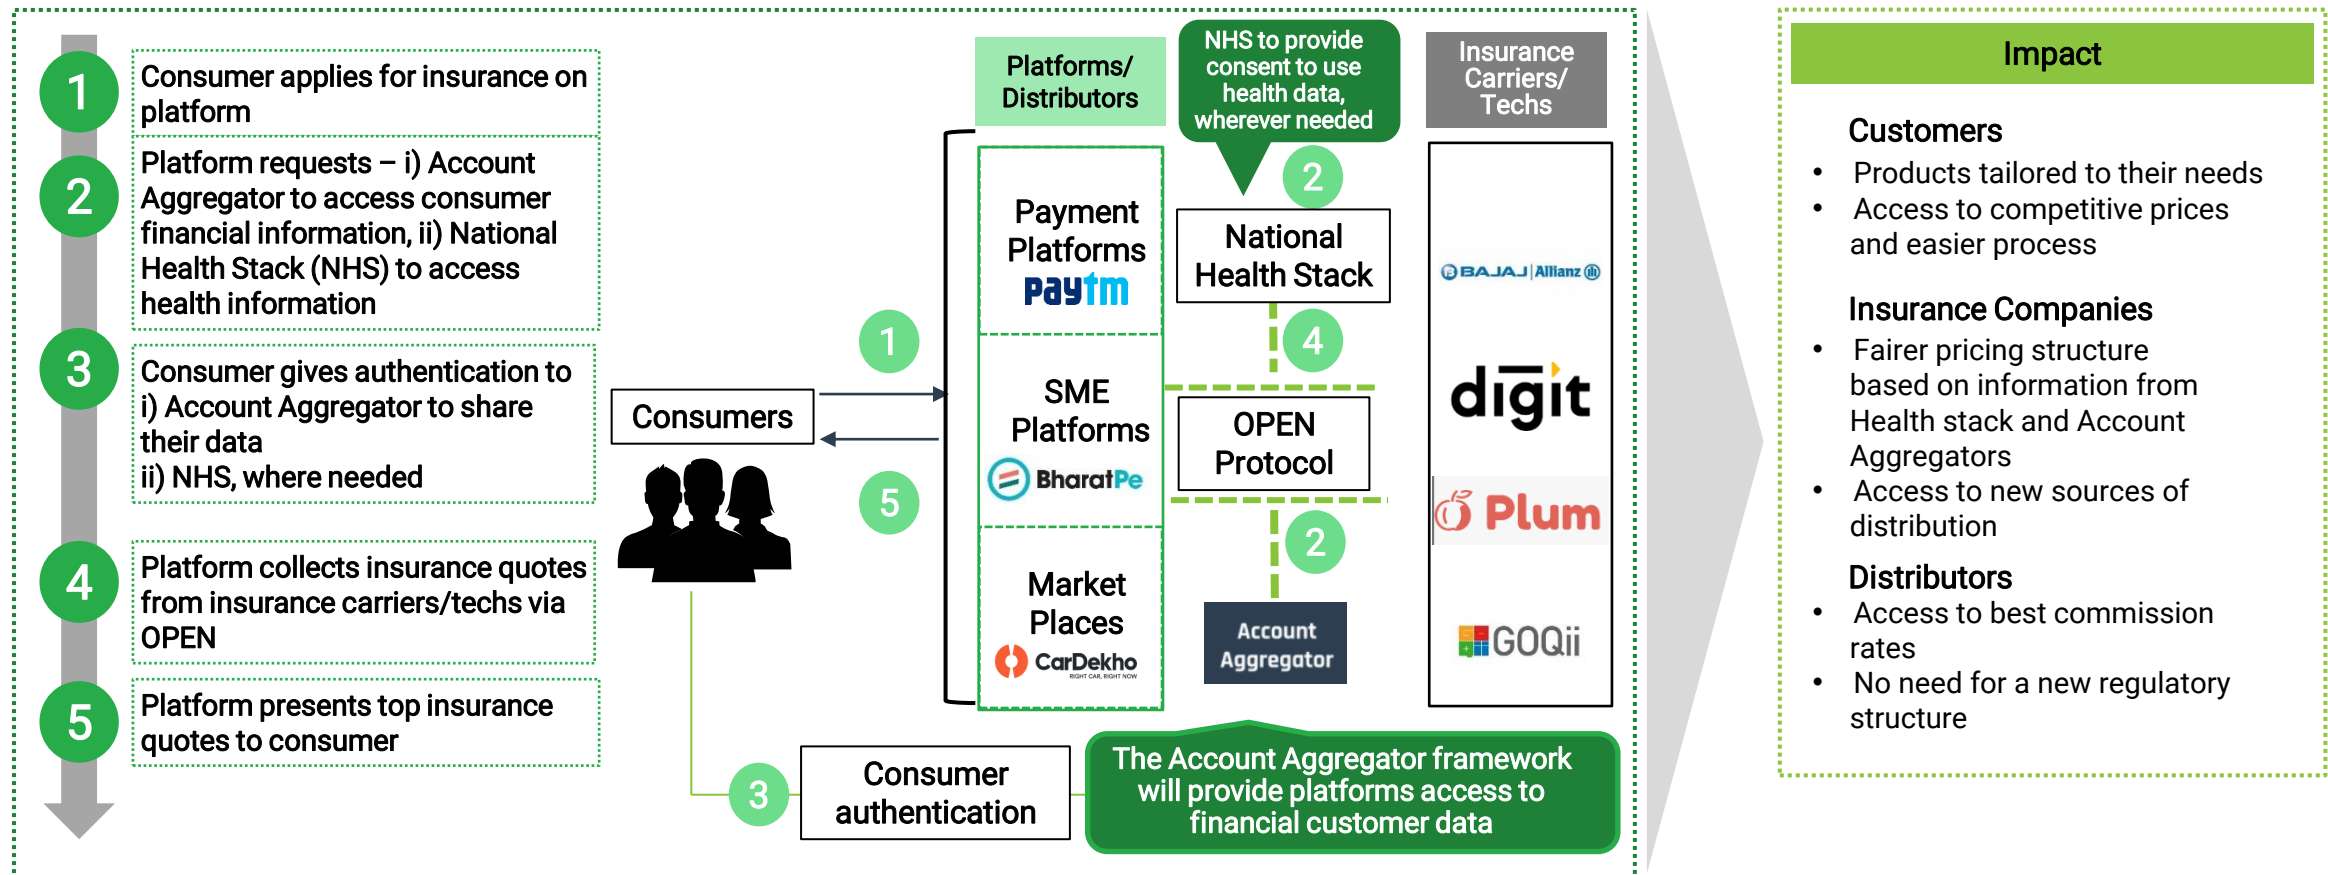 1
Consumer applies for insurance on
platform
2
Platform requests – i) Account
Aggregator to access consumer
financial information, ii) National
Health Stack (NHS) to access
health information
3
Consumer gives authentication to
i) Account Aggregator to share
their data
ii) NHS, where needed
4
Platform collects insurance quotes
from insurance carriers/techs via
OPEN
5
Platform presents top insurance
quotes to consumer
Consumers
1
5
3
Consumer
authentication
Platforms/
Distributors
Payment
Platforms
paytm
SME
Platforms
BharatPe
Market
Places
CarDekho
RIGHT CAR, RIGHT NOW
NHS to provide
consent to use
health data,
wherever needed
2
National
Health Stack
4
OPEN
Protocol
2
Account
Aggregator
The Account Aggregator framework
will provide platforms access to
financial customer data
Insurance
Carriers/
Techs
BAJAJ | Allianz
digit
Plum
GOQii
Impact
Customers
• Products tailored to their needs
• Access to competitive prices
and easier process
Insurance Companies
• Fairer pricing structure
based on information from
Health stack and Account
Aggregators
• Access to new sources of
distribution
Distributors
• Access to best commission
rates
• No need for a new regulatory
structure